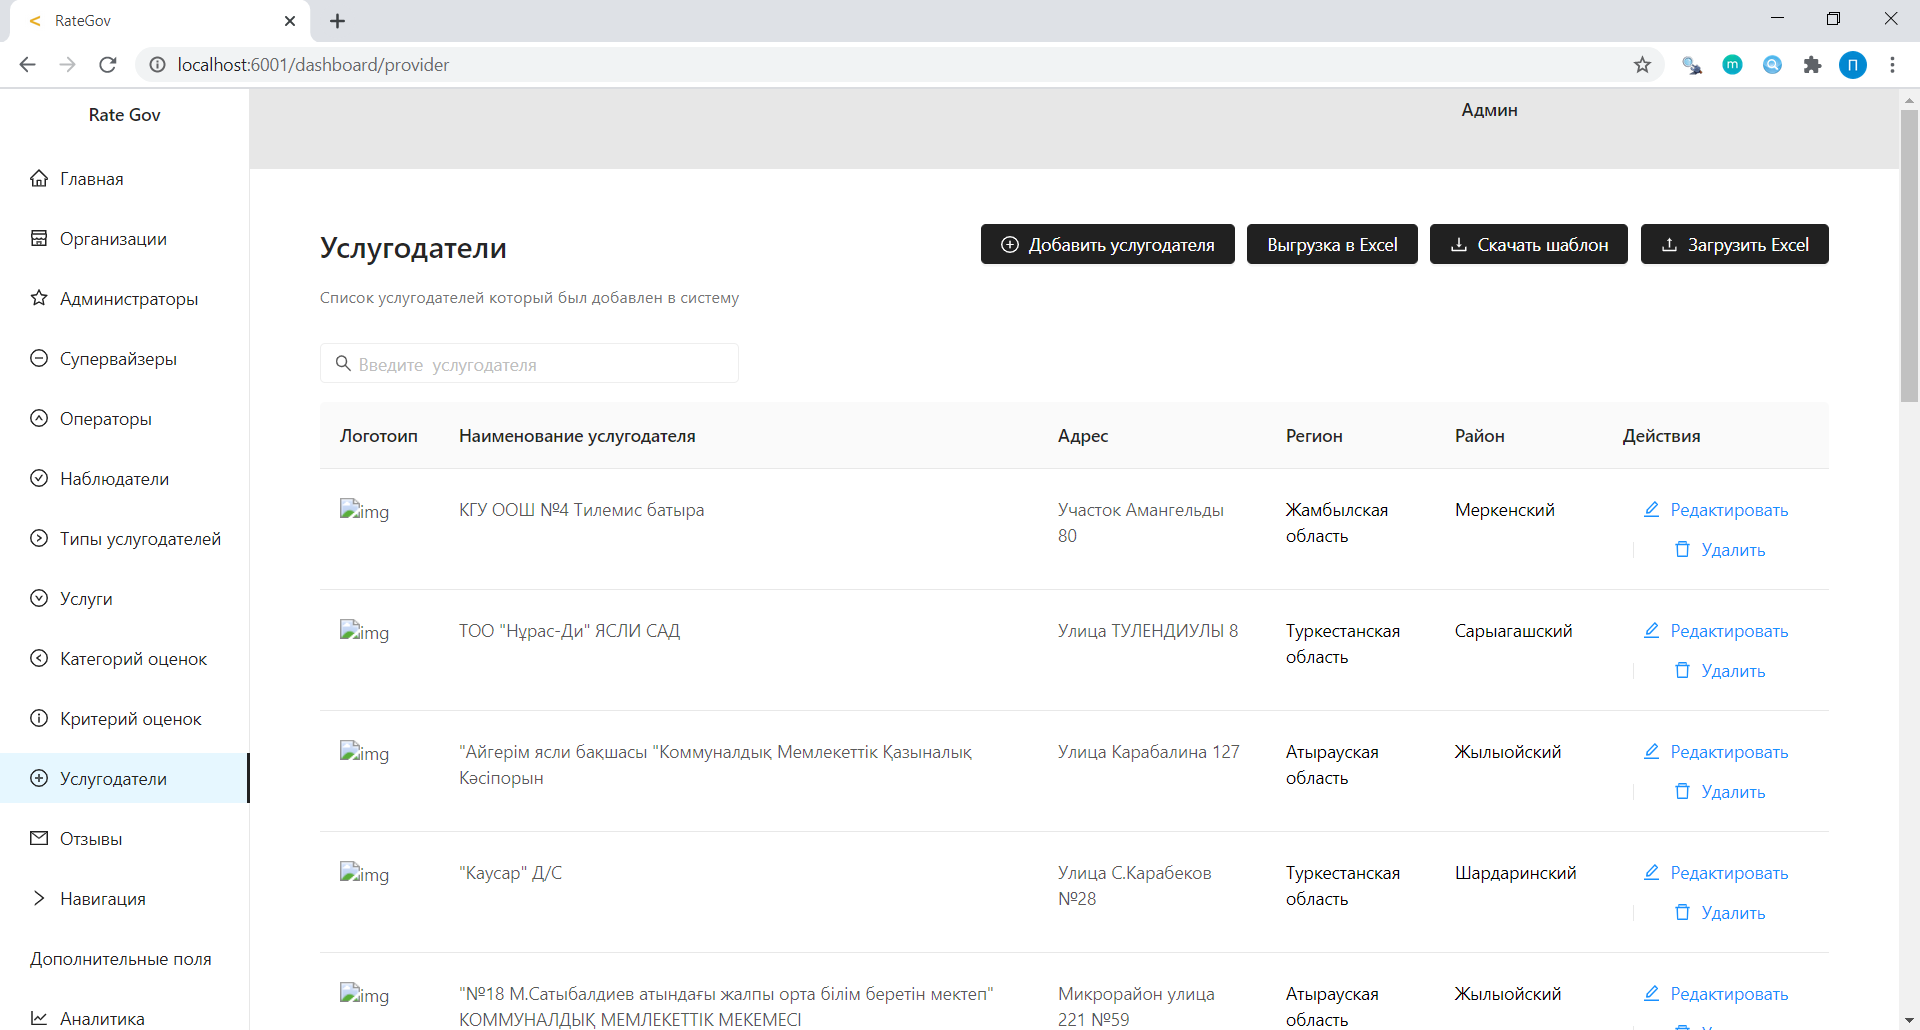 RateGov
localhost:6001/dashboard/provider
m
П
Rate Gov
Админ
Главная
Организации
Администраторы
Супервайзеры
Операторы
Наблюдатели
Типы услугодателей
Услуги
Категорий оценок
Критерий оценок
Услугодатели
Отзывы
Навигация
Дополнительные поля
Аналитика
Услугодатели
Добавить услугодателя
Выгрузка в Excel
Скачать шаблон
Загрузить Excel
Список услугодателей который был добавлен в систему
Введите услугодателя
Логотоип Наименование услугодателя Адрес Регион Район Действия
img
КГУ ООШ №4 Тилемис батыра
Участок Амангельды
80
Жамбылская
область
Меркенский
Редактировать
Удалить
img
ТОО "Нұрас-Ди" ЯСЛИ САД
Улица ТУЛЕНДИУЛЫ 8
Туркестанская
область
Сарыагашский
Редактировать
Удалить
img
"Айгерім ясли бақшасы "Коммуналдық Мемлекеттік Қазыналық
Кәсіпорын
Улица Карабалина 127
Атырауская
область
Жылыойский
Редактировать
Удалить
img
"Каусар" Д/С
Улица С.Карабеков
№28
Туркестанская
область
Шардаринский
Редактировать
Удалить
img
"№18 М.Сатыбалдиев атындағы жалпы орта білім беретін мектеп"
КОММУНАЛДЫҚ МЕМЛЕКЕТТІК МЕКЕМЕСІ
Микрорайон улица
221 №59
Атырауская
область
Жылыойский
Редактировать